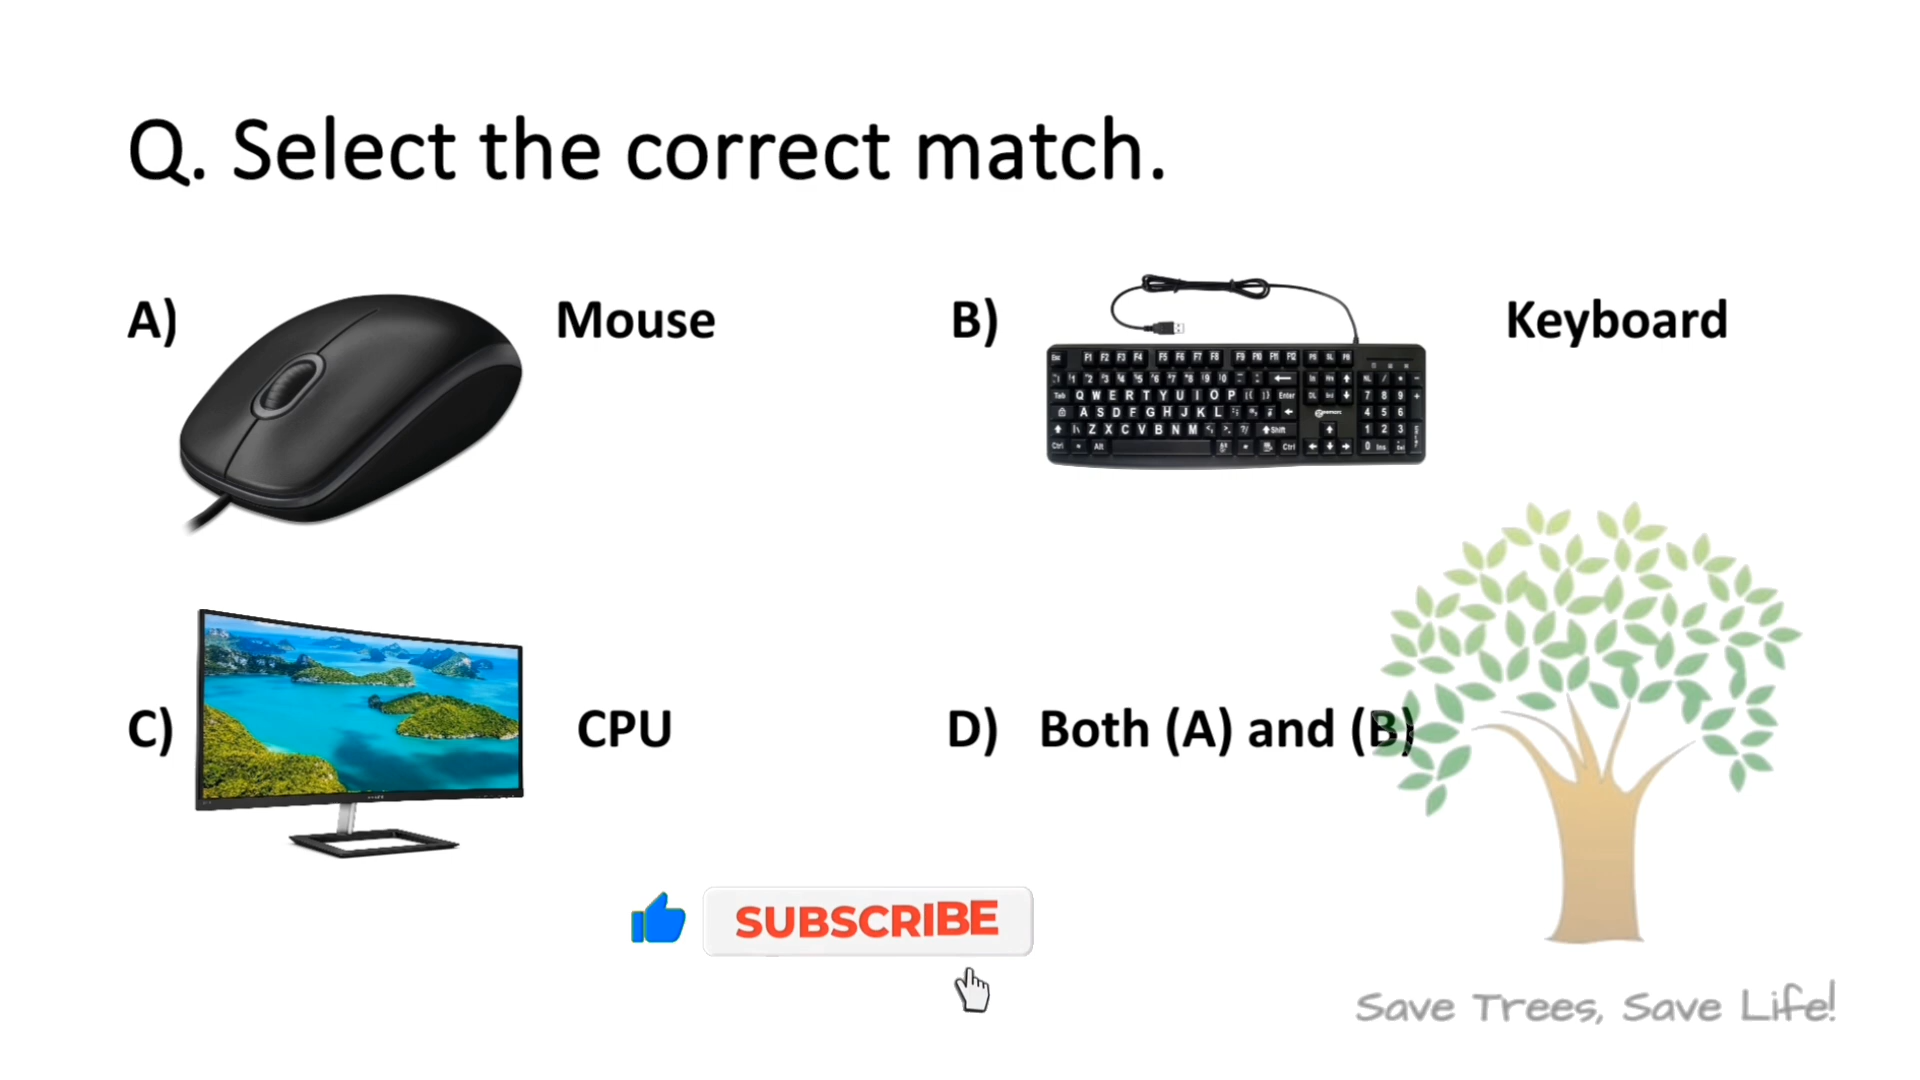 Q. Select the correct match.
A) Mouse
B) Keyboard
C) CPU
D) Both (A) and (B)
SUBSCRIBE
Save Trees, Save Life!